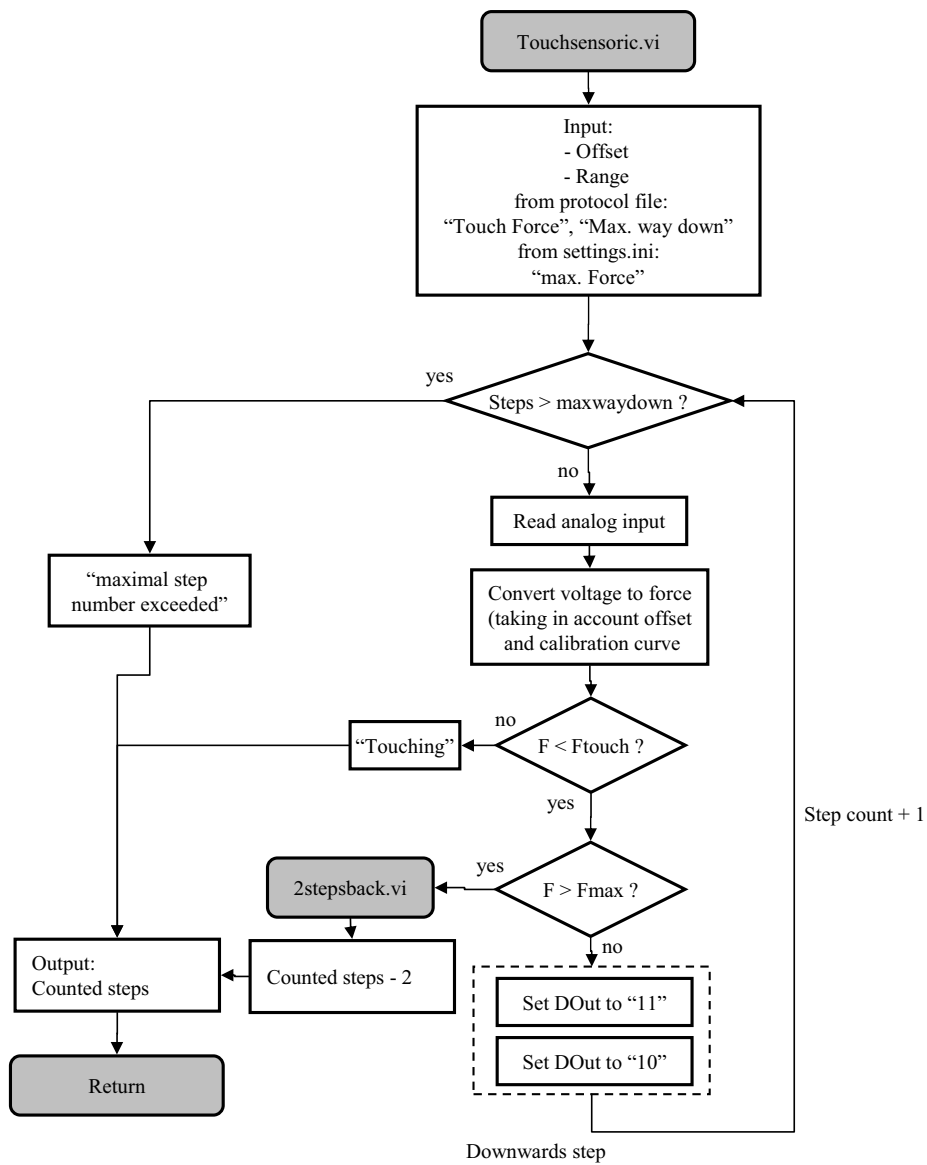 Touchsensoric.vi
Input:
- Offset
- Range
from protocol file:
“Touch Force”, “Max. way down”
from settings.ini:
“max. Force”
yes
Steps > maxwaydown ?
no
Read analog input
“maximal step
number exceeded”
Convert voltage to force
(taking in account offset
and calibration curve
no
“Touching”
F < Ftouch ?
yes
Step count + 1
yes
2stepsback.vi
F > Fmax ?
no
Output:
Counted steps
Counted steps - 2
Set DOut to “11”
Set DOut to “10”
Return
Downwards step